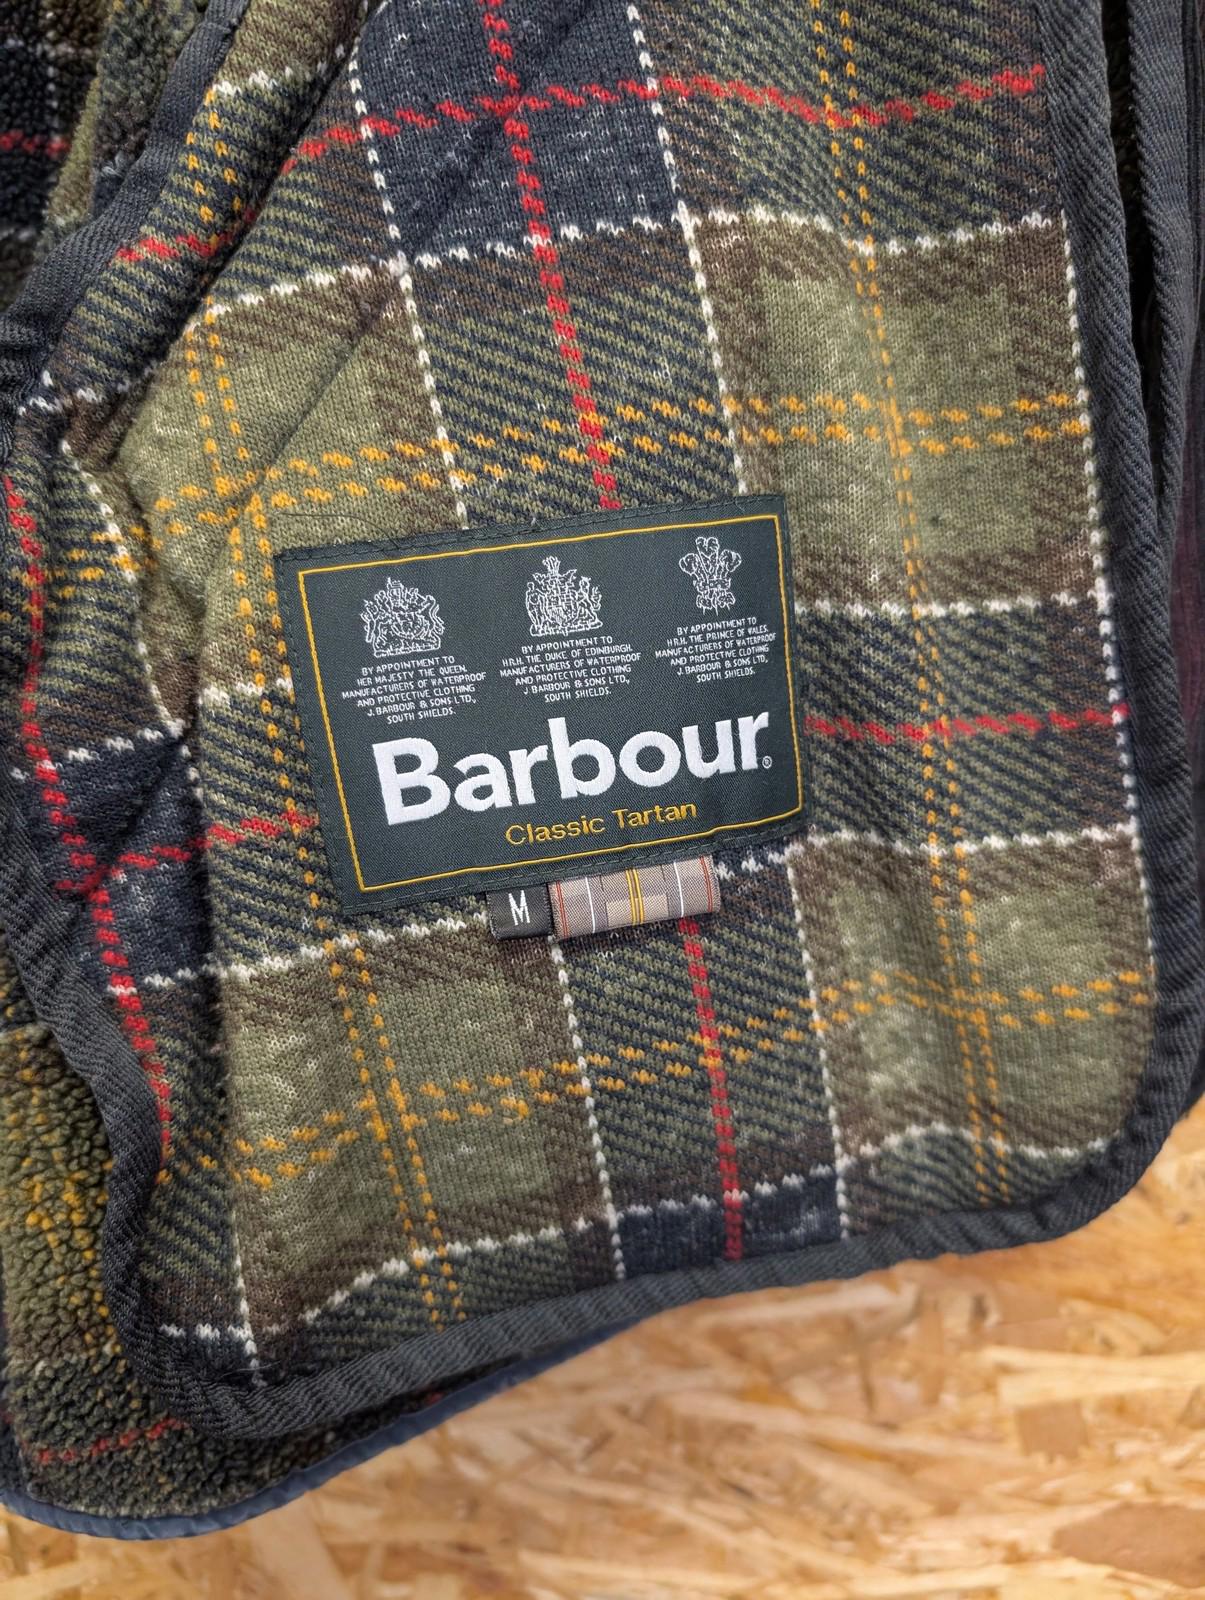 BY APPOINTMENT TO
HER MAJESTY THE QUEEN.
MANUFACTURERS OF WATERPROOF
AND PROTECTIVE CLOTHING
J. BARBOUR & SONS LTD.,
SOUTH SHIELDS.
BY APPOINTMENT TO
H.R.H. THE DUKE OF EDINBURGH.
MANUFACTURERS OF WATERPROOF
AND PROTECTIVE CLOTHING
J. BARBOUR & SONS LTD.,
SOUTH SHIELDS.
BY APPOINTMENT TO
H.R.H. THE PRINCE OF WALES.
MANUFACTURERS OF WATERPROOF
AND PROTECTIVE CLOTHING
J. BARBOUR & SONS LTD.,
SOUTH SHIELDS.
Barbour®
Classic Tartan
M